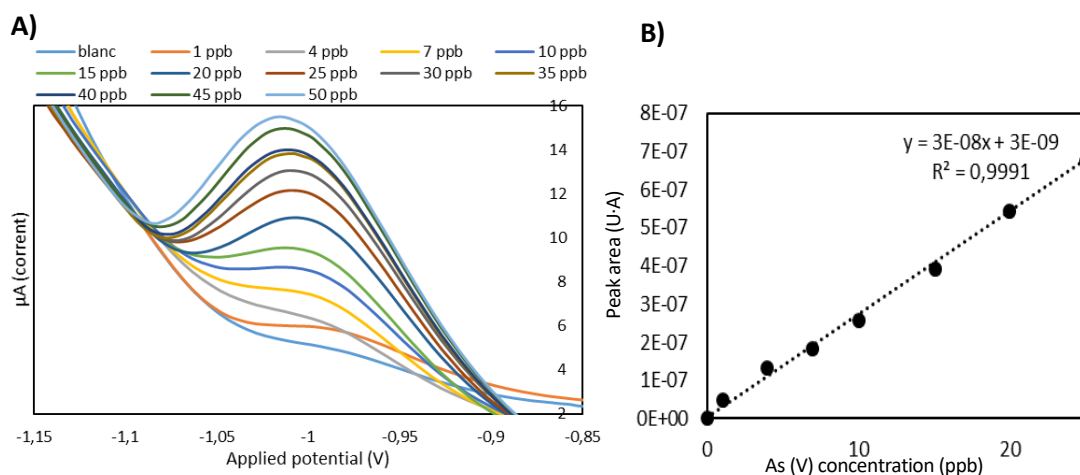 A)
blanc 1 ppb 4 ppb 7 ppb 10 ppb
15 ppb 20 ppb 25 ppb 30 ppb 35 ppb
40 ppb 45 ppb 50 ppb
µA (corrent)
16
14
12
10
8
6
4
2
-1,15 -1,1 -1,05 -1 -0,95 -0,9 -0,85
Applied potential (V)
B)
Peak area (U·A)
8E-07
7E-07
6E-07
5E-07
4E-07
3E-07
2E-07
1E-07
0E+00
y = 3E-08x + 3E-09
R² = 0,9991
0 10 20
As (V) concentration (ppb)